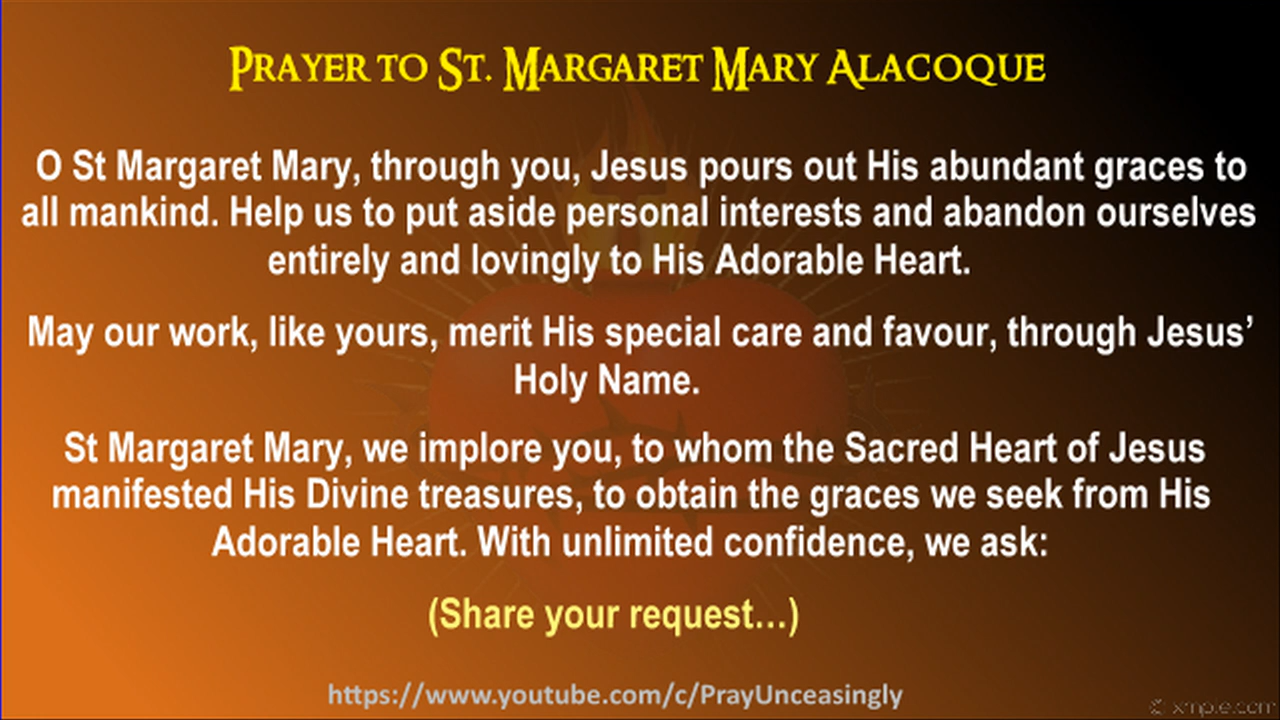 Prayer to St. Margaret Mary Alacoque
O St Margaret Mary, through you, Jesus pours out His abundant graces to
all mankind. Help us to put aside personal interests and abandon ourselves
entirely and lovingly to His Adorable Heart.
May our work, like yours, merit His special care and favour, through Jesus’
Holy Name.
St Margaret Mary, we implore you, to whom the Sacred Heart of Jesus
manifested His Divine treasures, to obtain the graces we seek from His
Adorable Heart. With unlimited confidence, we ask:
(Share your request...)
https://www.youtube.com/c/PrayUnceasingly
© xmple.com